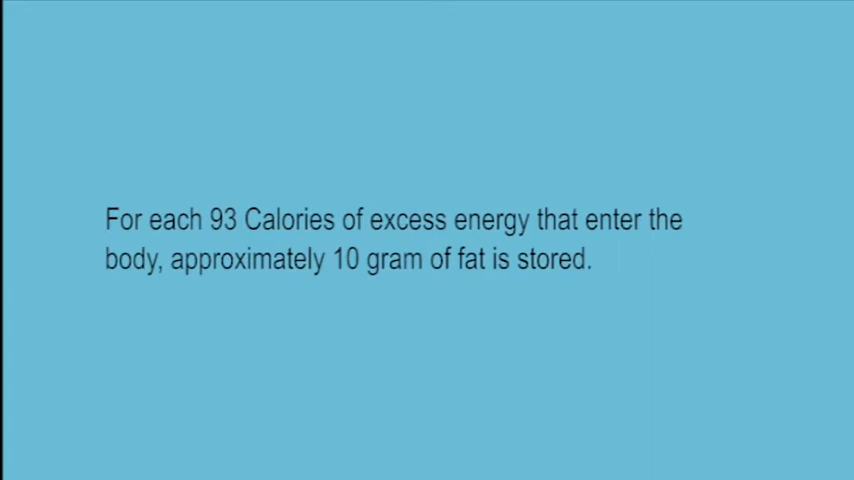 For each 93 Calories of excess energy that enter the
body, approximately 10 gram of fat is stored.